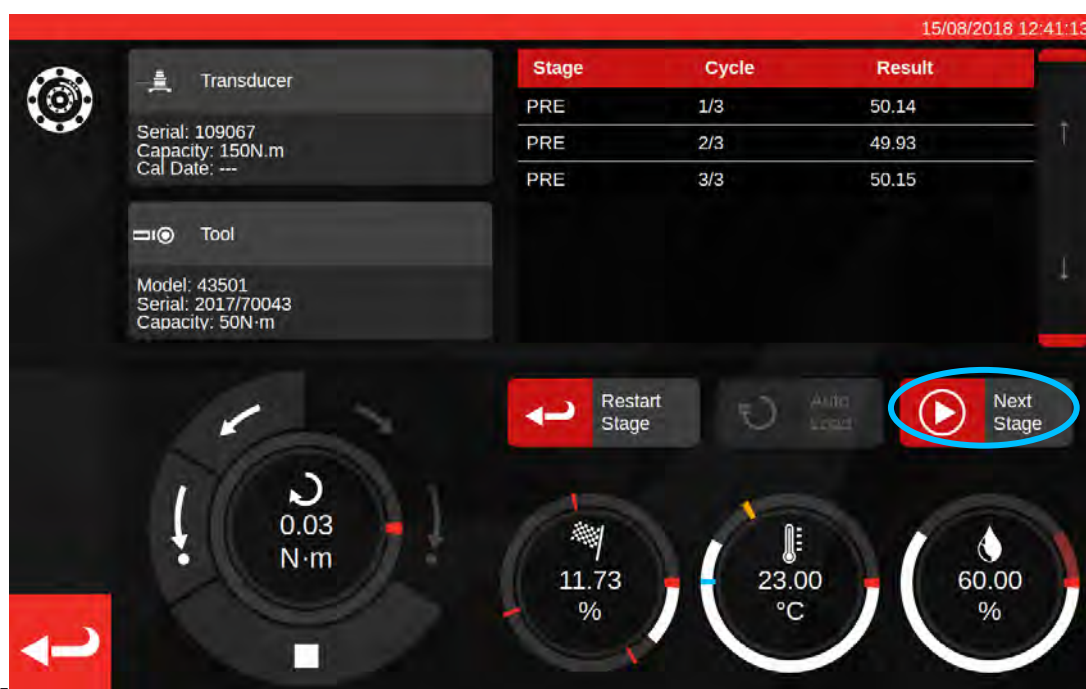 15/08/2018 12:41:13
Transducer
Serial: 109067
Capacity: 150N.m
Cal Date: ---
Tool
Model: 43501
Serial: 2017/70043
Capacity: 50N·m
Stage Cycle Result
PRE 1/3 50.14
PRE 2/3 49.93
PRE 3/3 50.15
Restart
Stage
Auto
Load
Next
Stage
0.03
N·m
11.73
%
23.00
°C
60.00
%